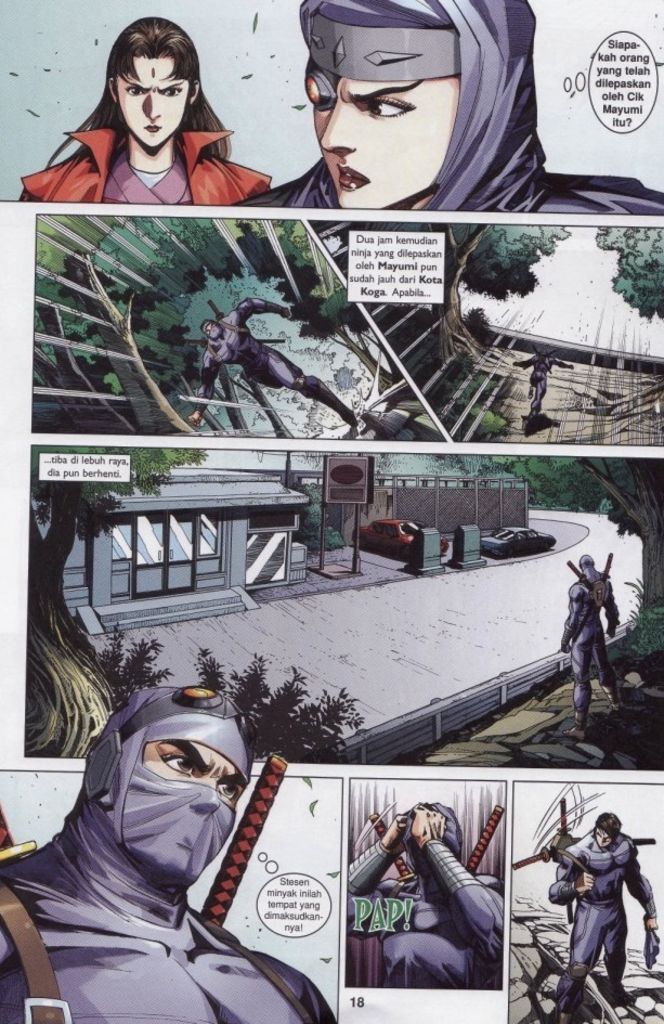 Siapa-
kah orang
yang telah
dilepaskan
oleh Cik
Mayumi
itu?
Dua jam kemudian
ninja yang dilepaskan
oleh Mayumi pun
sudah jauh dari Kota
Koga. Apabila...
...tiba di lebuh raya,
dia pun berhenti.
Stesen
minyak inilah
tempat yang
dimaksudkan-
nya!
PAP!
18